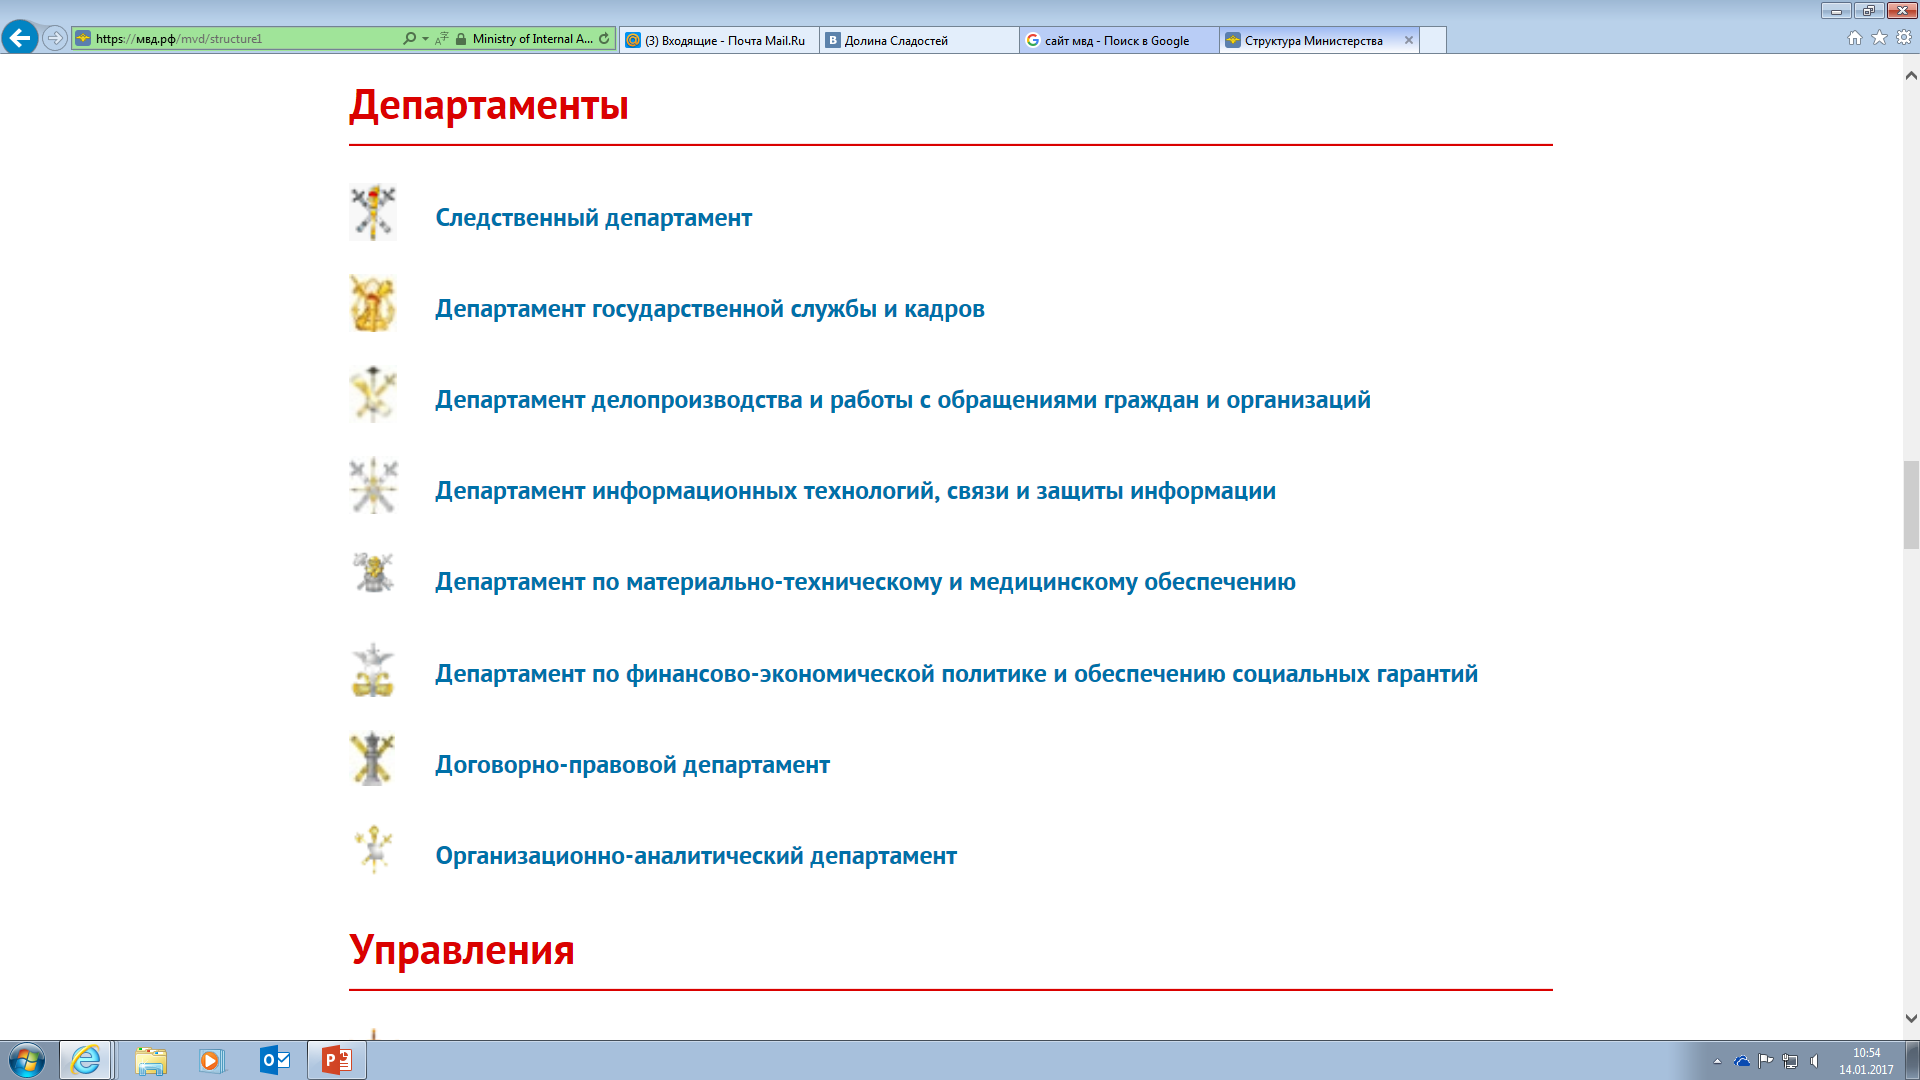 https://мвд.рф/mvd/structure1
Ministry of Internal A...
(3) Входящие - Почта Mail.Ru
Долина Сладостей
сайт мвд - Поиск в Google
Структура Министерства
Департаменты
Следственный департамент
Департамент государственной службы и кадров
Департамент делопроизводства и работы с обращениями граждан и организаций
Департамент информационных технологий, связи и защиты информации
Департамент по материально-техническому и медицинскому обеспечению
Департамент по финансово-экономической политике и обеспечению социальных гарантий
Договорно-правовой департамент
Организационно-аналитический департамент
Управления
10:54
14.01.2017